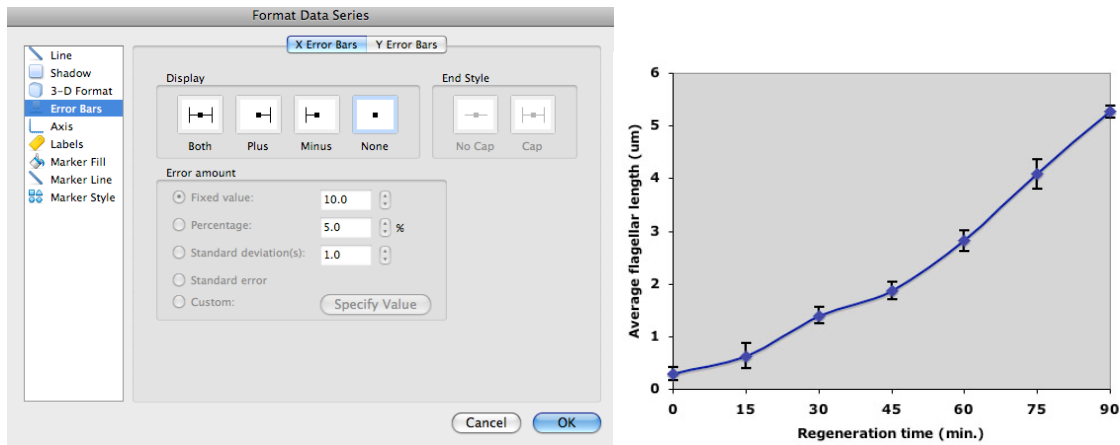 Format Data Series
Line
Shadow
3-D Format
Error Bars
Axis
Labels
Marker Fill
Marker Line
Marker Style
X Error Bars Y Error Bars
Display
Both Plus Minus None
End Style
No Cap Cap
Error amount
Fixed value: 10.0
Percentage: 5.0 %
Standard deviation(s): 1.0
Standard error
Custom: Specify Value
Cancel OK
Average flagellar length (um)
6
5
4
3
2
1
0
0 15 30 45 60 75 90
Regeneration time (min.)